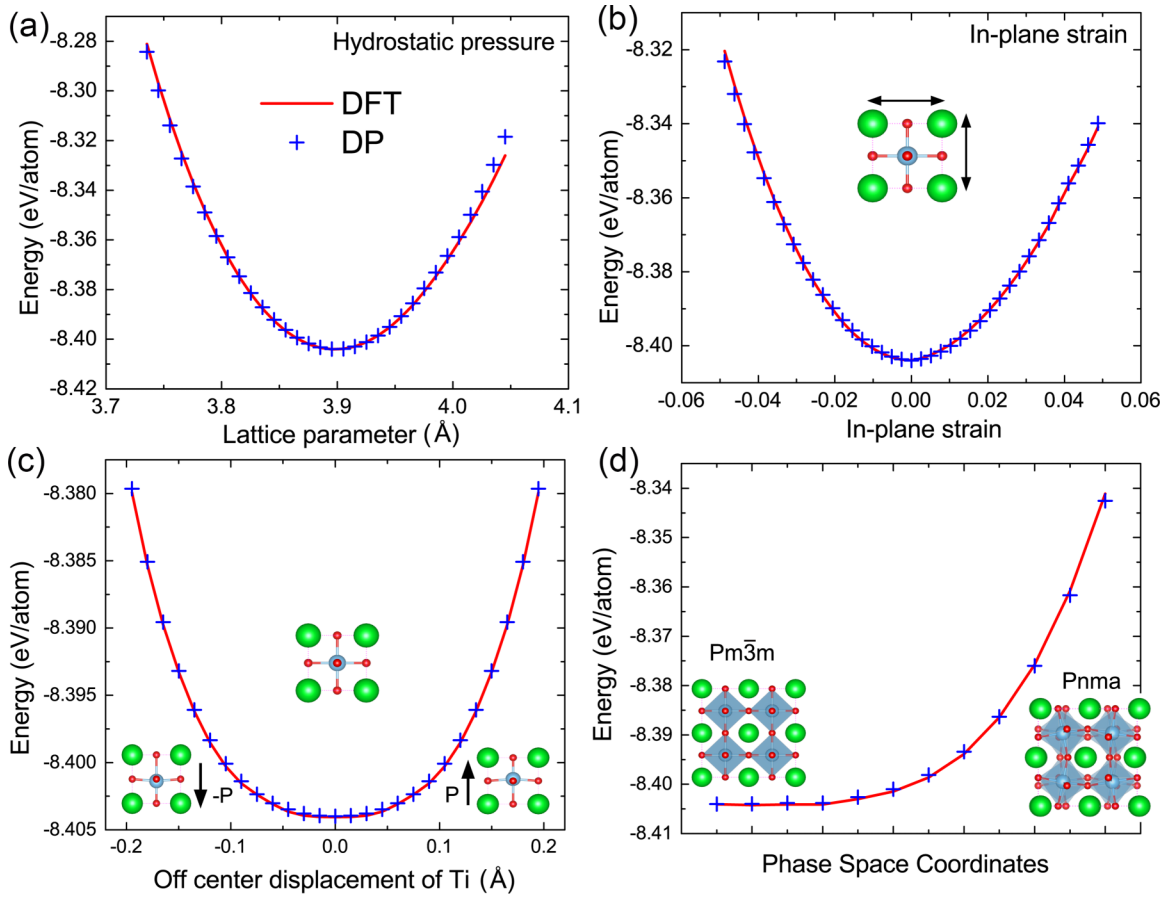 (a)
Hydrostatic pressure
DFT
DP
-8.28
-8.30
-8.32
-8.34
-8.36
-8.38
-8.40
-8.42
Energy (eV/atom)
3.7 3.8 3.9 4.0 4.1
Lattice parameter (Å)
(b)
In-plane strain
-8.32
-8.34
-8.36
-8.38
-8.40
Energy (eV/atom)
-0.06 -0.04 -0.02 0.00 0.02 0.04 0.06
In-plane strain
(c)
-8.380
-8.385
-8.390
-8.395
-8.400
-8.405
Energy (eV/atom)
-P
P
-0.2 -0.1 0.0 0.1 0.2
Off center displacement of Ti (Å)
(d)
-8.34
-8.35
-8.36
-8.37
-8.38
-8.39
-8.40
-8.41
Energy (eV/atom)
Pm3̅m
Pnma
Phase Space Coordinates